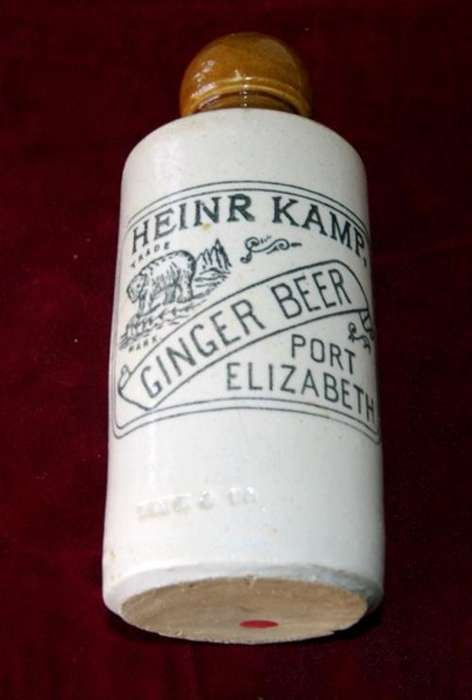 HEINR KAMP,
TRADE
MARK
GINGER BEER
PORT
ELIZABETH